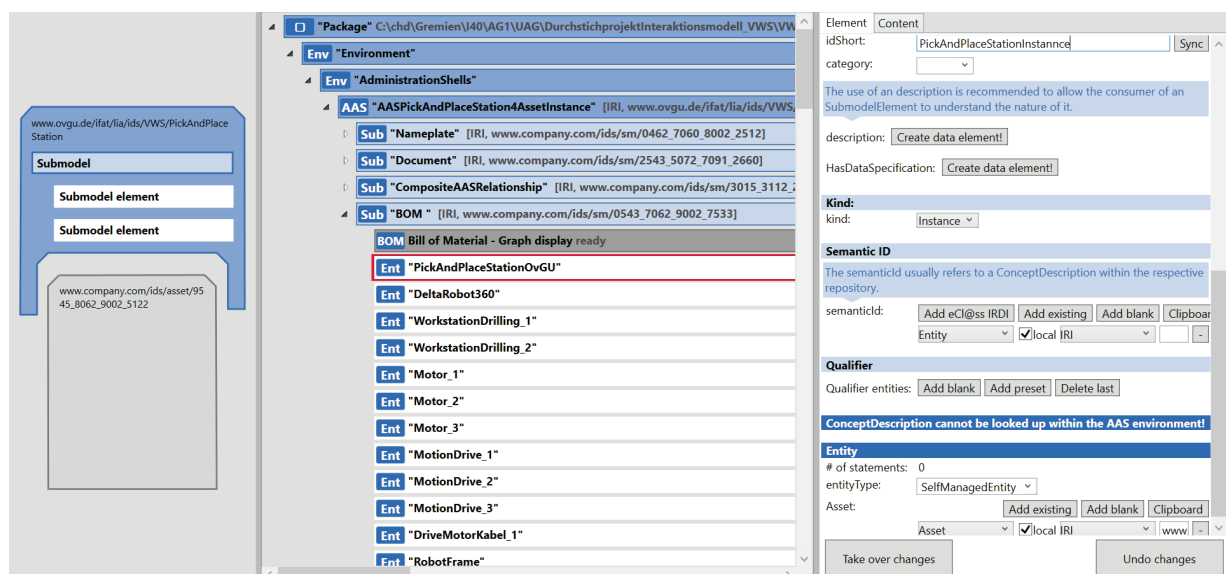 www.ovgu.de/ifat/lia/ids/VWS/PickAndPlace
Station
Submodel
Submodel element
Submodel element
www.company.com/ids/asset/95
45_8062_9002_5122
"Package" C:\chd\Gremien\I40\AG1\UAG\DurchstichprojektInteraktionsmodell_VWS\VW
Env "Environment"
Env "AdministrationShells"
AAS "AASPickAndPlaceStation4AssetInstance" [IRI, www.ovgu.de/ifat/lia/ids/VWS/
Sub "Nameplate" [IRI, www.company.com/ids/sm/0462_7060_8002_2512]
Sub "Document" [IRI, www.company.com/ids/sm/2543_5072_7091_2660]
Sub "CompositeAASRelationship" [IRI, www.company.com/ids/sm/3015_3112_2
Sub "BOM " [IRI, www.company.com/ids/sm/0543_7062_9002_7533]
BOM Bill of Material - Graph display ready
Ent "PickAndPlaceStationOvGU"
Ent "DeltaRobot360"
Ent "WorkstationDrilling_1"
Ent "WorkstationDrilling_2"
Ent "Motor_1"
Ent "Motor_2"
Ent "Motor_3"
Ent "MotionDrive_1"
Ent "MotionDrive_2"
Ent "MotionDrive_3"
Ent "DriveMotorKabel_1"
Ent "RobotFrame"
Element Content
idShort: PickAndPlaceStationInstannce Sync
category:
The use of an description is recommended to allow the consumer of an
SubmodelElement to understand the nature of it.
description: Create data element!
HasDataSpecification: Create data element!
Kind:
kind: Instance
Semantic ID
The semanticId usually refers to a ConceptDescription within the respective
repository.
semanticId: Add eCl@ss IRDI Add existing Add blank Clipboar
Entity local IRI -
Qualifier
Qualifier entities: Add blank Add preset Delete last
ConceptDescription cannot be looked up within the AAS environment!
Entity
# of statements: 0
entityType: SelfManagedEntity
Asset: Add existing Add blank Clipboard
Asset local IRI www. -
Take over changes Undo changes